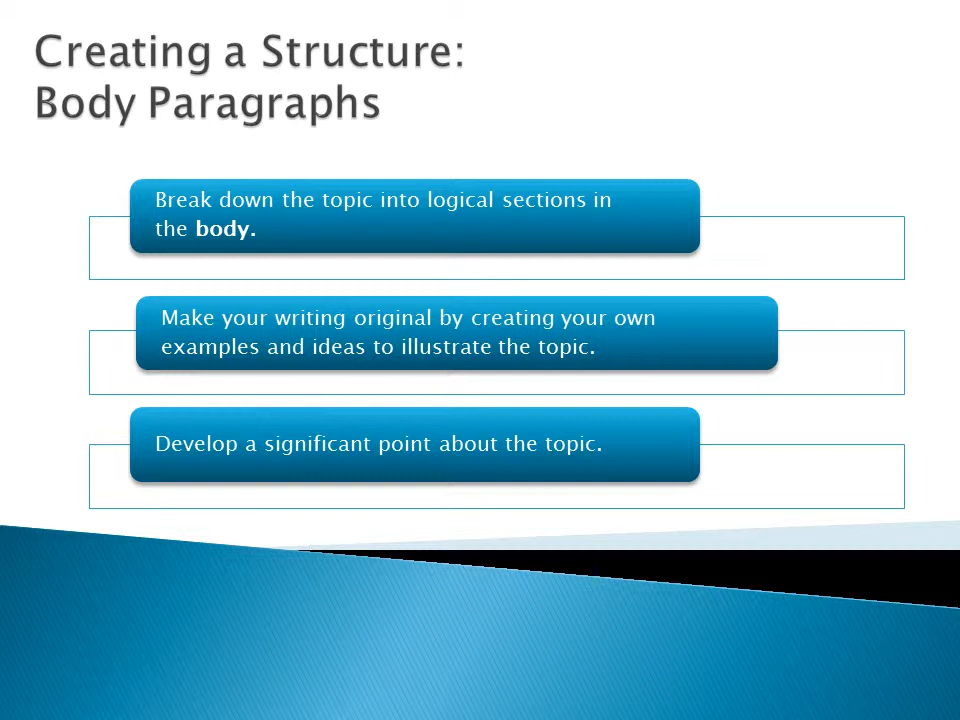 Creating a Structure:
Body Paragraphs
Break down the topic into logical sections in
the body.
Make your writing original by creating your own
examples and ideas to illustrate the topic.
Develop a significant point about the topic.